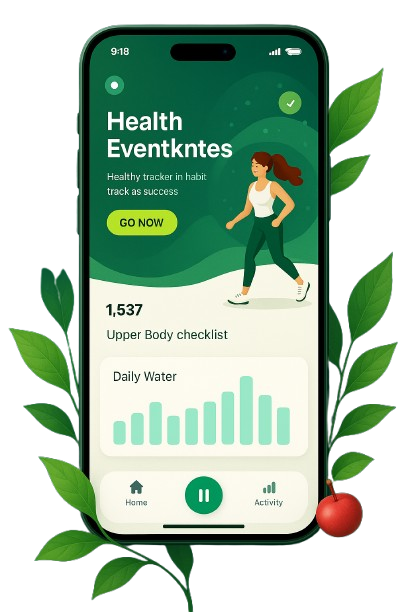 9:18
Health
Eventkntes
Healthy tracker in habit
track as success
GO NOW
1,537
Upper Body checklist
Daily Water
Home
Activity